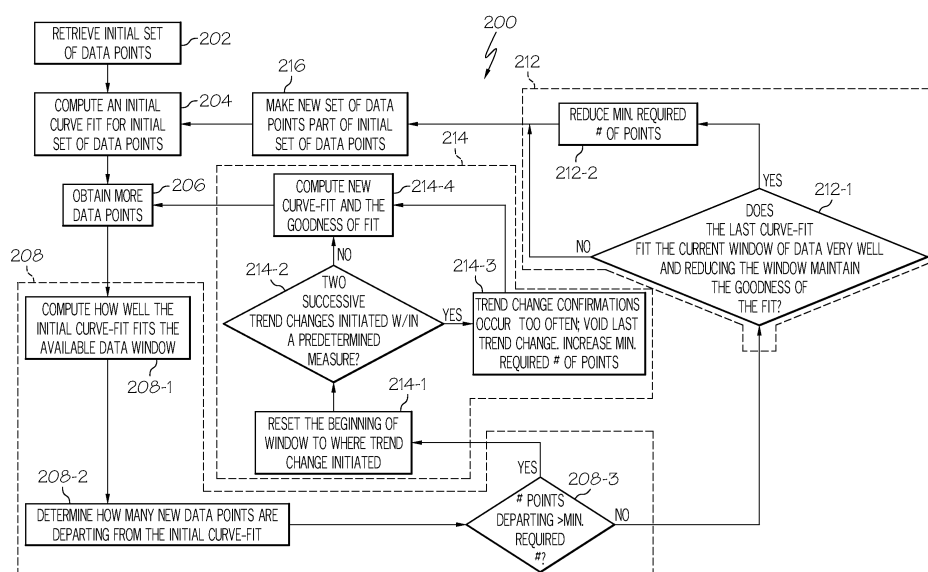 200
RETRIEVE INITIAL SET
OF DATA POINTS
202
COMPUTE AN INITIAL
CURVE FIT FOR INITIAL
SET OF DATA POINTS
204
216
MAKE NEW SET OF DATA
POINTS PART OF INITIAL
SET OF DATA POINTS
212
REDUCE MIN. REQUIRED
# OF POINTS
212-2
OBTAIN MORE
DATA POINTS
206
214
COMPUTE NEW
CURVE-FIT AND THE
GOODNESS OF FIT
214-4
YES
212-1
DOES
THE LAST CURVE-FIT
FIT THE CURRENT WINDOW OF DATA VERY WELL
AND REDUCING THE WINDOW MAINTAIN
THE GOODNESS OF
THE FIT?
NO
208
COMPUTE HOW WELL THE
INITIAL CURVE-FIT FITS THE
AVAILABLE DATA WINDOW
208-1
NO
214-2
TWO
SUCCESSIVE
TREND CHANGES INITIATED W/IN
A PREDETERMINED
MEASURE?
YES
214-3
TREND CHANGE CONFIRMATIONS
OCCUR TOO OFTEN; VOID LAST
TREND CHANGE. INCREASE MIN.
REQUIRED # OF POINTS
214-1
RESET THE BEGINNING OF
WINDOW TO WHERE TREND
CHANGE INITIATED
208-2
DETERMINE HOW MANY NEW DATA POINTS ARE
DEPARTING FROM THE INITIAL CURVE-FIT
YES
208-3
# POINTS
DEPARTING >MIN.
REQUIRED
#?
NO